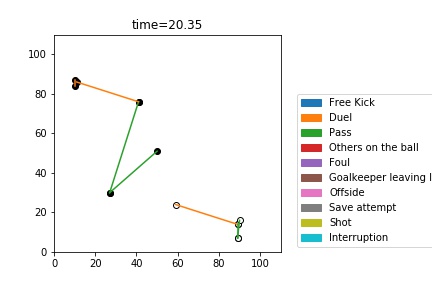 time=20.35
100
80
60
40
20
0
0 20 40 60 80 100
Free Kick
Duel
Pass
Others on the ball
Foul
Goalkeeper leaving l
Offside
Save attempt
Shot
Interruption